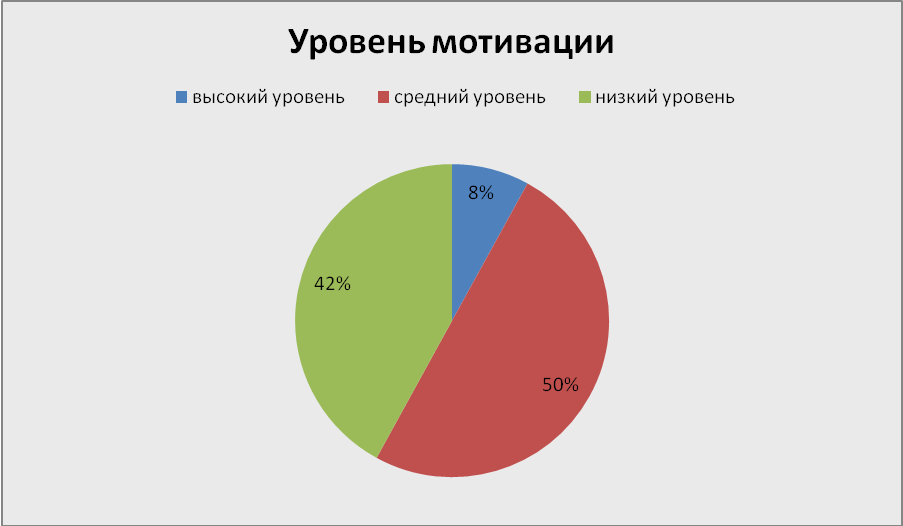 Уровень мотивации
высокий уровень средний уровень низкий уровень
8%
42%
50%